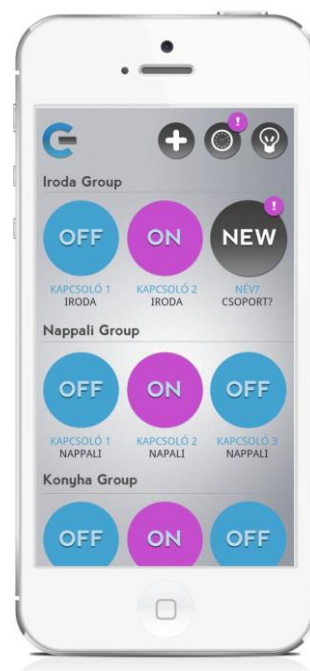 Iroda Group
OFF ON NEW
KAPCSOLÓ 1 KAPCSOLÓ 2 NÉV?
IRODA IRODA CSOPORT?
Nappali Group
OFF ON OFF
KAPCSOLÓ 1 KAPCSOLÓ 2 KAPCSOLÓ 3
NAPPALI NAPALI NAPPALI
Konyha Group
OFF ON OFF